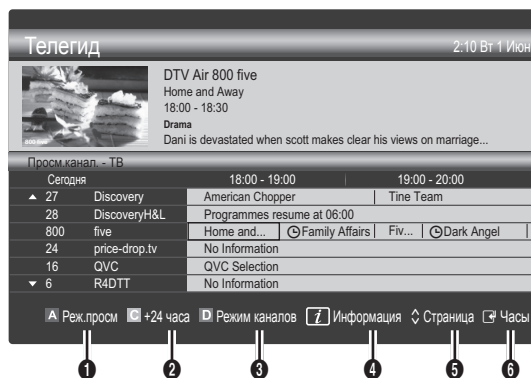 Телегид
2:10 Вт 1 Июн
DTV Air 800 five
Home and Away
18:00 - 18:30
Drama
Dani is devastated when scott makes clear his views on marriage...
800 five
Просм.канал. - ТВ
Сегодня 18:00 - 19:00 19:00 - 20:00
▲ 27 Discovery American Chopper Tine Team
28 DiscoveryH&L Programmes resume at 06:00
800 five Home and... Family Affairs Fiv... Dark Angel
24 price-drop.tv No Information
16 QVC QVC Selection
▼ 6 R4DTT No Information
A Реж.просм C +24 часа D Режим каналов i Информация Страница Часы
1 2 3 4 5 6